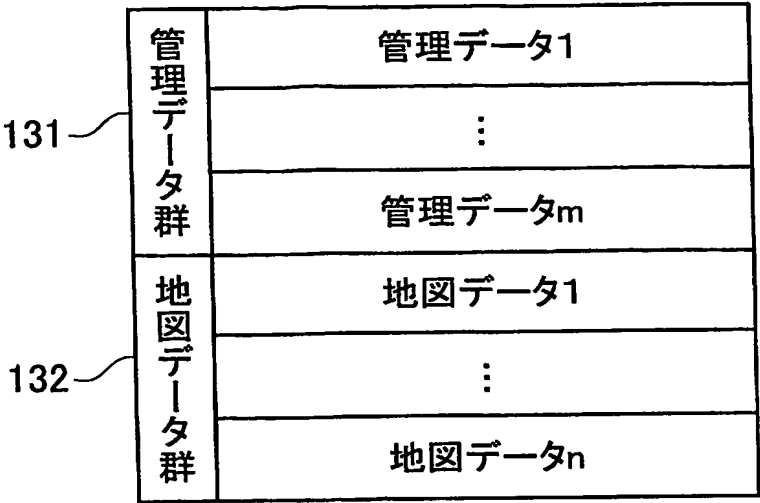 131
管理データ群
管理データ1
⋮
管理データm
132
地図データ群
地図データ1
⋮
地図データn